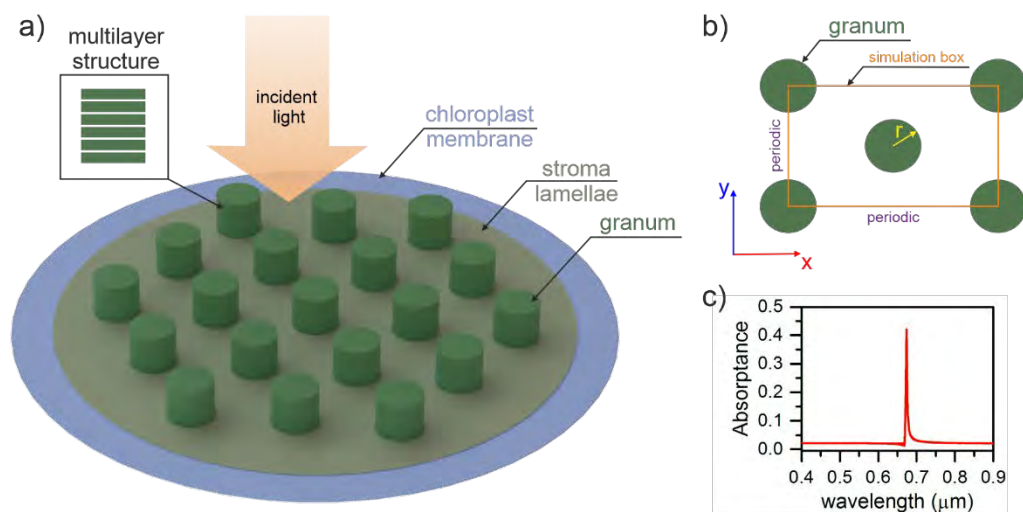 a)
multilayer
structure
incident
light
chloroplast
membrane
stroma
lamellae
granum
b)
granum
simulation box
periodic
r
periodic
y
x
c)
Absorptance
0.5
0.4
0.3
0.2
0.1
0.0
0.4 0.5 0.6 0.7 0.8 0.9
wavelength (μm)